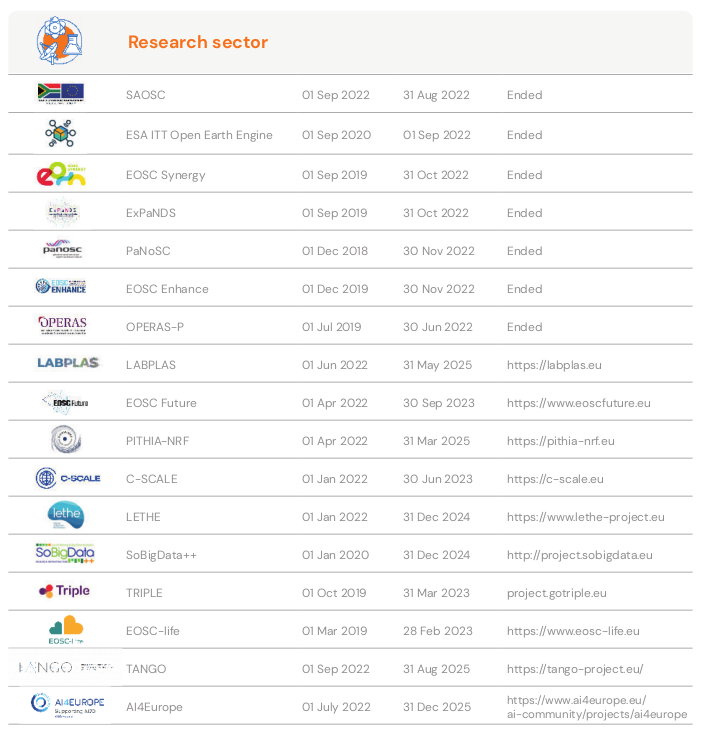 Research sector
SAOSC 01 Sep 2022 31 Aug 2022 Ended
ESA ITT Open Earth Engine 01 Sep 2020 01 Sep 2022 Ended
EOSC Synergy 01 Sep 2019 31 Oct 2022 Ended
ExPaNDS
ExPaNDS 01 Sep 2019 31 Oct 2022 Ended
panosc
PaNoSC 01 Dec 2018 30 Nov 2022 Ended
EOSC
ENHANCE
EOSC Enhance 01 Dec 2019 30 Nov 2022 Ended
OPERAS
OPERAS-P 01 Jul 2019 30 Jun 2022 Ended
LABPLAS
LABPLAS 01 Jun 2022 31 May 2025 https://labplas.eu
EOSC Future
EOSC Future 01 Apr 2022 30 Sep 2023 https://www.eoscfuture.eu
PITHIA-NRF 01 Apr 2022 31 Mar 2025 https://pithia-nrf.eu
C-SCALE
C-SCALE 01 Jan 2022 30 Jun 2023 https://c-scale.eu
lethe
LETHE 01 Jan 2022 31 Dec 2024 https://www.lethe-project.eu
SoBigData
SoBigData++ 01 Jan 2020 31 Dec 2024 http://project.sobigdata.eu
Triple
TRIPLE 01 Oct 2019 31 Mar 2023 project.gotriple.eu
EOSC-life 01 Mar 2019 28 Feb 2023 https://www.eosc-life.eu
TANGO
TANGO 01 Sep 2022 31 Aug 2025 https://tango-project.eu/
AI4EUROPE
AI4Europe 01 July 2022 31 Dec 2025 https://www.ai4europe.eu/
ai-community/projects/ai4europe